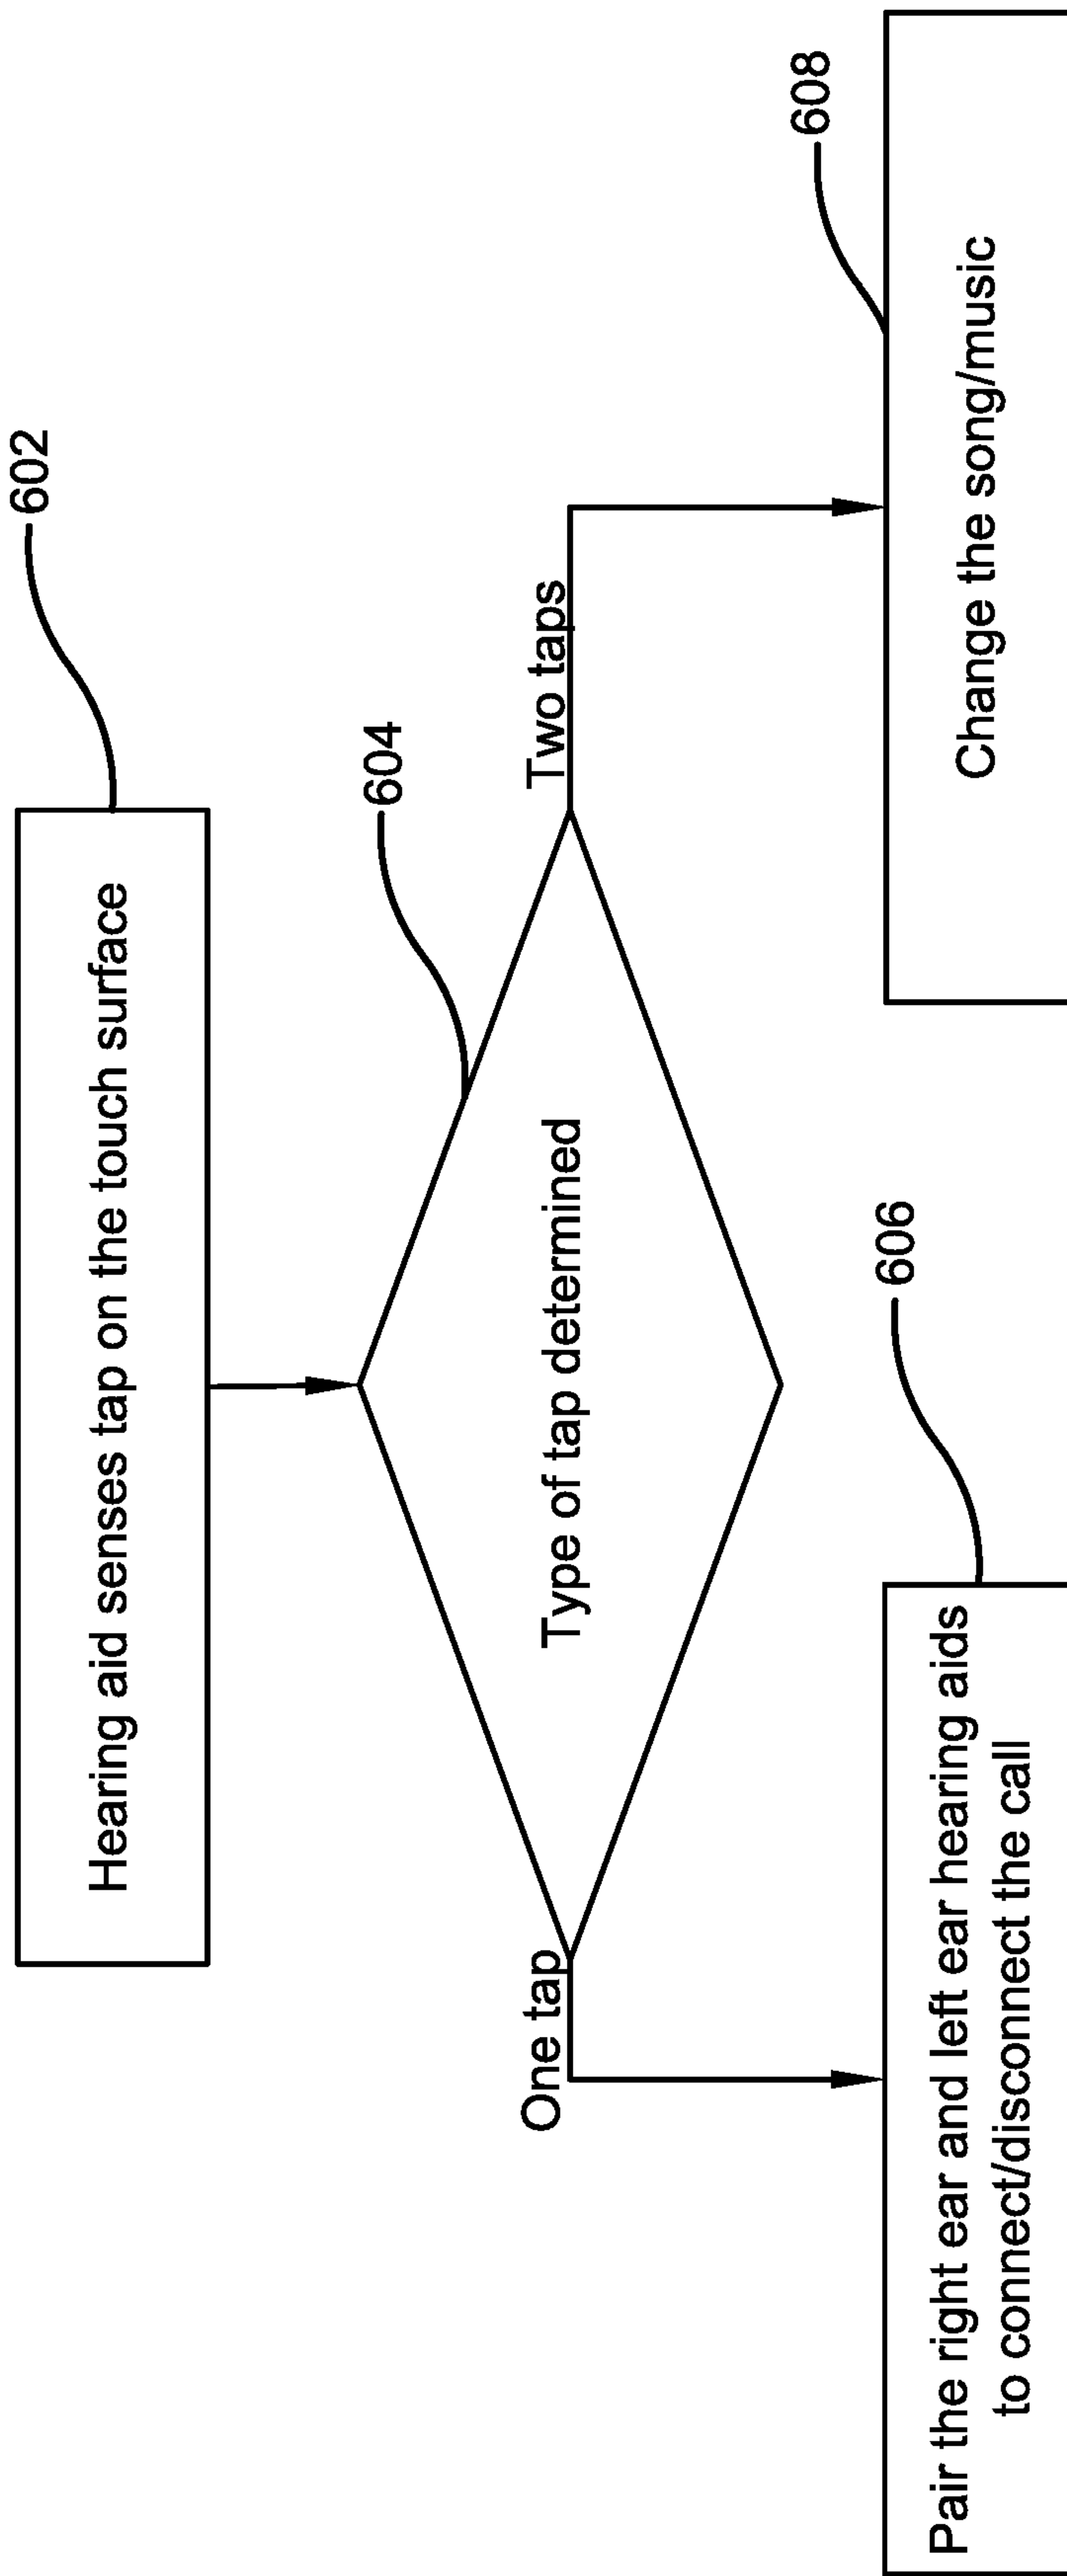 602
Hearing aid senses tap on the touch surface
604
Type of tap determined
One tap
Two taps
606
Pair the right ear and left ear hearing aids
to connect/disconnect the call
608
Change the song/music